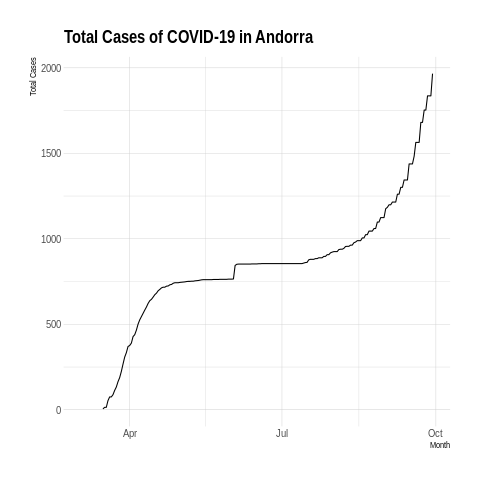 Total Cases of COVID-19 in Andorra
Total Cases
2000
1500
1000
500
0
Apr
Jul
Oct
Month